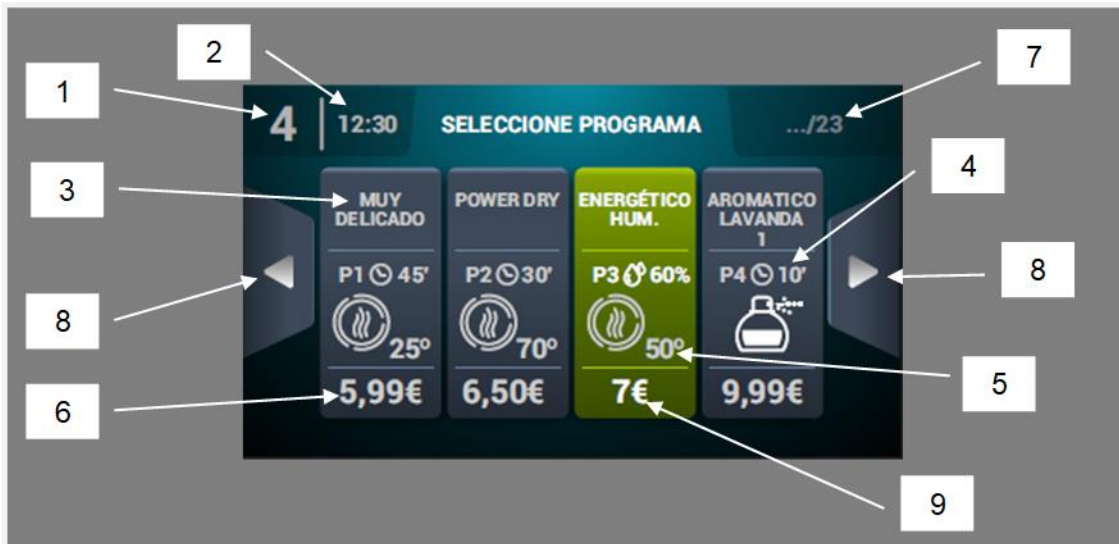 2
7
1
4 12:30 SELECCIONE PROGRAMA .../23
3
4
MUY
DELICADO
P1 45'
25º
5,99€
POWER DRY
P2 30'
70º
6,50€
ENERGÉTICO
HUM.
P3 60%
50º
7€
AROMATICO
LAVANDA
1
P4 10'
9,99€
8
8
6
5
9